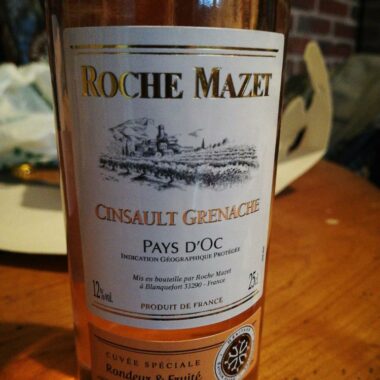 ROCHE MAZET
CINSAULT GRENACHE
PAYS D'OC
INDICATION GÉOGRAPHIQUE PROTÉGÉE
Mis en bouteille par Roche Mazet
à Blanquefort 33290 - France
12%vol.
25cl
PRODUIT DE FRANCE
CUVÉE SPÉCIALE
Rondeur & Fruité